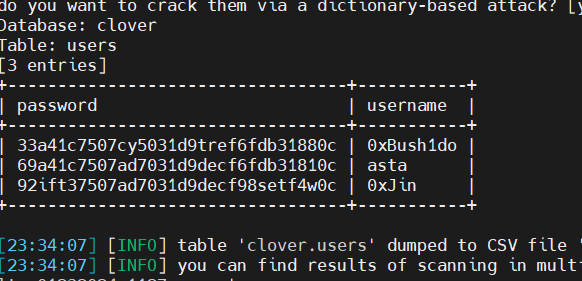 do you want to crack them via a dictionary-based attack? [y
Database: clover
Table: users
[3 entries]
+----------------------------------+-----------+
| password                         | username  |
+----------------------------------+-----------+
| 33a41c7507cy5031d9tref6fdb31880c | 0xBush1do |
| 69a41c7507ad7031d9decf6fdb31810c | asta      |
| 92ift37507ad7031d9decf98setf4w0c | 0xJin     |
+----------------------------------+-----------+
[23:34:07] [INFO] table 'clover.users' dumped to CSV file '
[23:34:07] [INFO] you can find results of scanning in multi